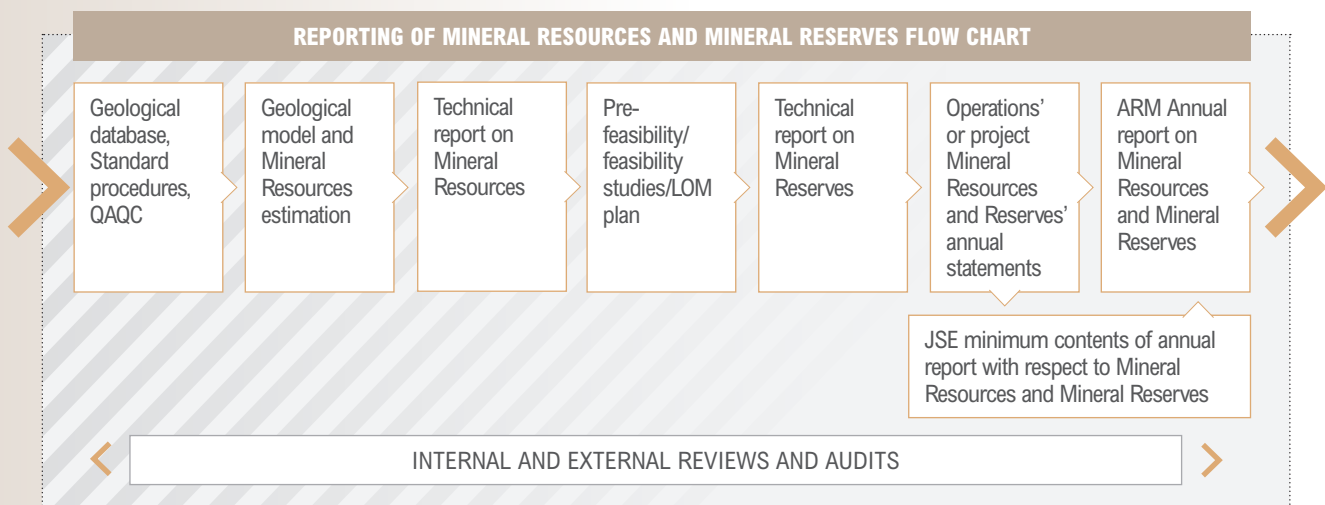 REPORTING OF MINERAL RESOURCES AND MINERAL RESERVES FLOW CHART
Geological
database,
Standard
procedures,
QAQC
Geological
model and
Mineral
Resources
estimation
Technical
report on
Mineral
Resources
Pre-
feasibility/
feasibility
studies/LOM
plan
Technical
report on
Mineral
Reserves
Operations’
or project
Mineral
Resources
and Reserves’
annual
statements
ARM Annual
report on
Mineral
Resources
and Mineral
Reserves
JSE minimum contents of annual
report with respect to Mineral
Resources and Mineral Reserves
INTERNAL AND EXTERNAL REVIEWS AND AUDITS